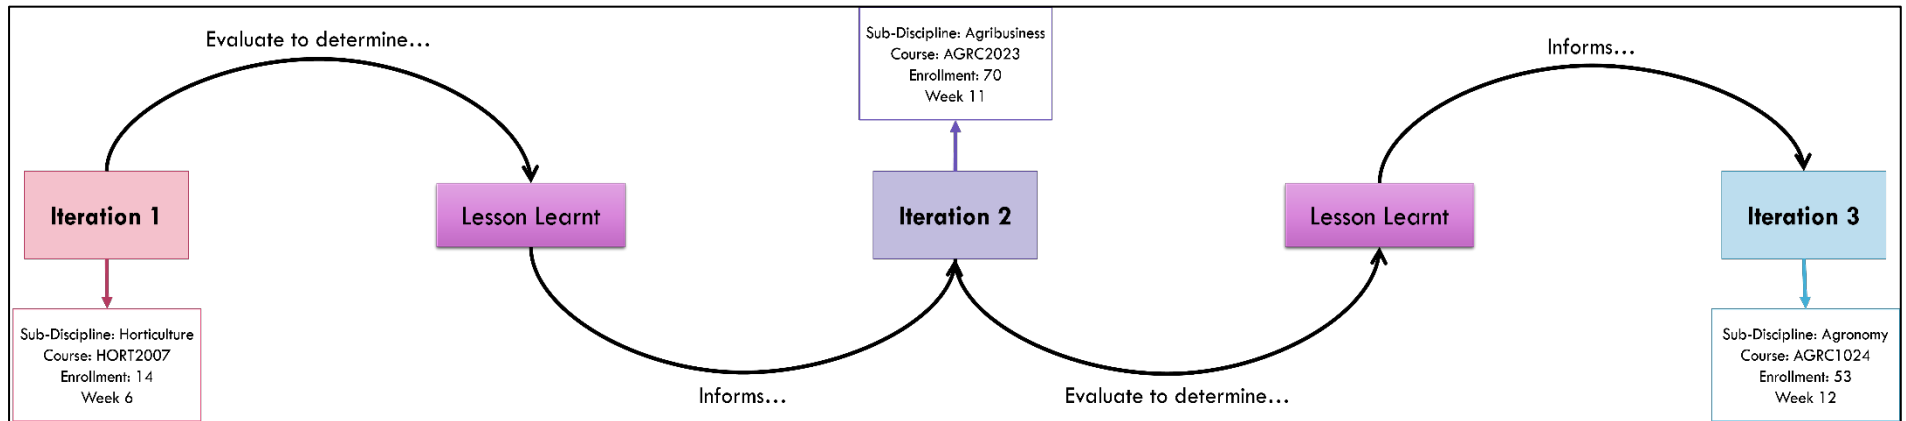 Evaluate to determine...
Sub-Discipline: Agribusiness
Course: AGRC2023
Enrollment: 70
Week 11
Informs...
Iteration 1
Lesson Learnt
Iteration 2
Lesson Learnt
Iteration 3
Sub-Discipline: Horticulture
Course: HORT2007
Enrollment: 14
Week 6
Informs...
Evaluate to determine...
Sub-Discipline: Agronomy
Course: AGRC1024
Enrollment: 53
Week 12